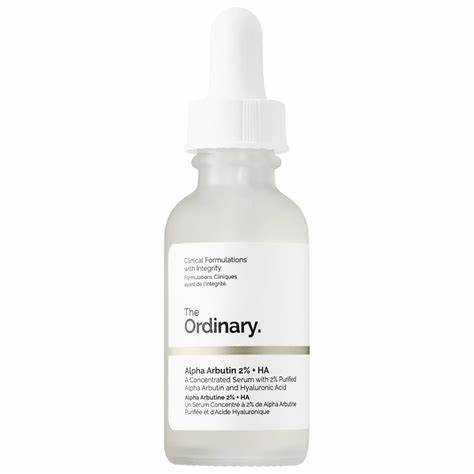 Clinical Formulations
with Integrity.
Formulations Cliniques
ayant de l'intégrité.
The
Ordinary.
Alpha Arbutin 2% + HA
A Concentrated Serum with 2% Purified
Alpha Arbutin and Hyaluronic Acid
Alpha Arbutine 2% + HA
Un Sérum Concentré à 2% de Alpha Arbutine
Purifiée et d'Acide Hyaluronique